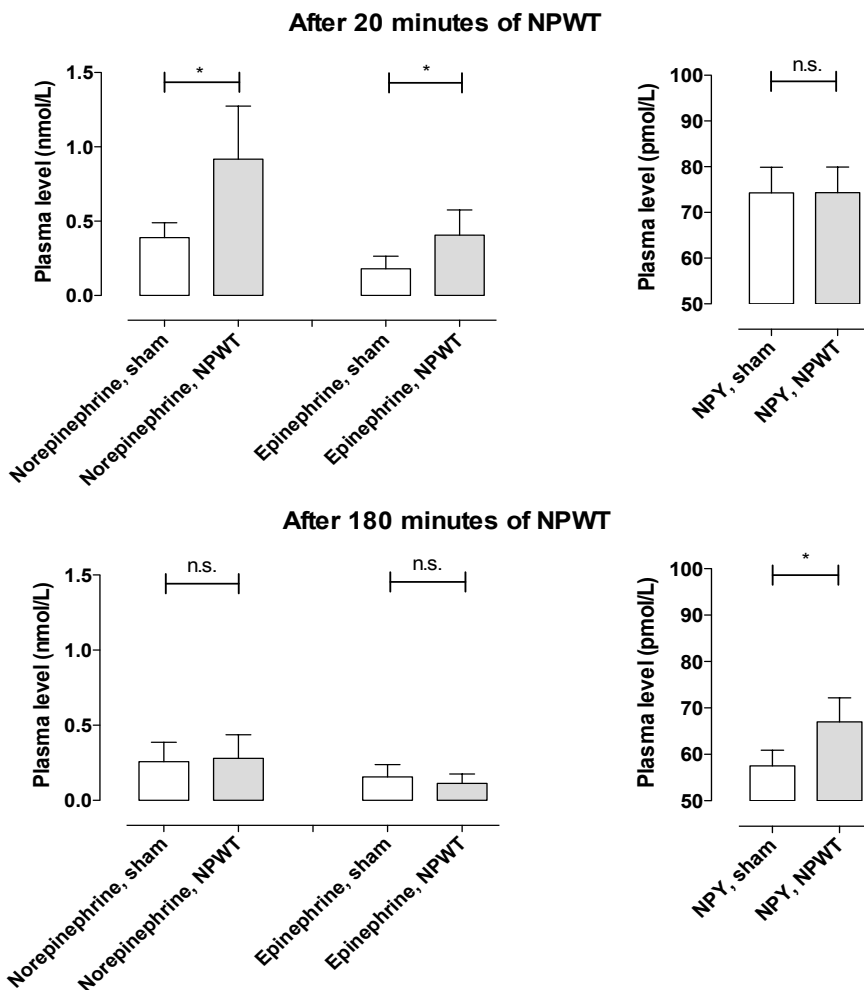 After 20 minutes of NPWT
Plasma level (nmol/L)
1.5
1.0
0.5
0.0
*
*
Norepinephrine, sham
Norepinephrine, NPWT
Epinephrine, sham
Epinephrine, NPWT
Plasma level (pmol/L)
100
90
80
70
60
50
n.s.
NPY, sham
NPY, NPWT
After 180 minutes of NPWT
Plasma level (nmol/L)
1.5
1.0
0.5
0.0
n.s.
n.s.
Norepinephrine, sham
Norepinephrine, NPWT
Epinephrine, sham
Epinephrine, NPWT
Plasma level (pmol/L)
100
90
80
70
60
50
*
NPY, sham
NPY, NPWT